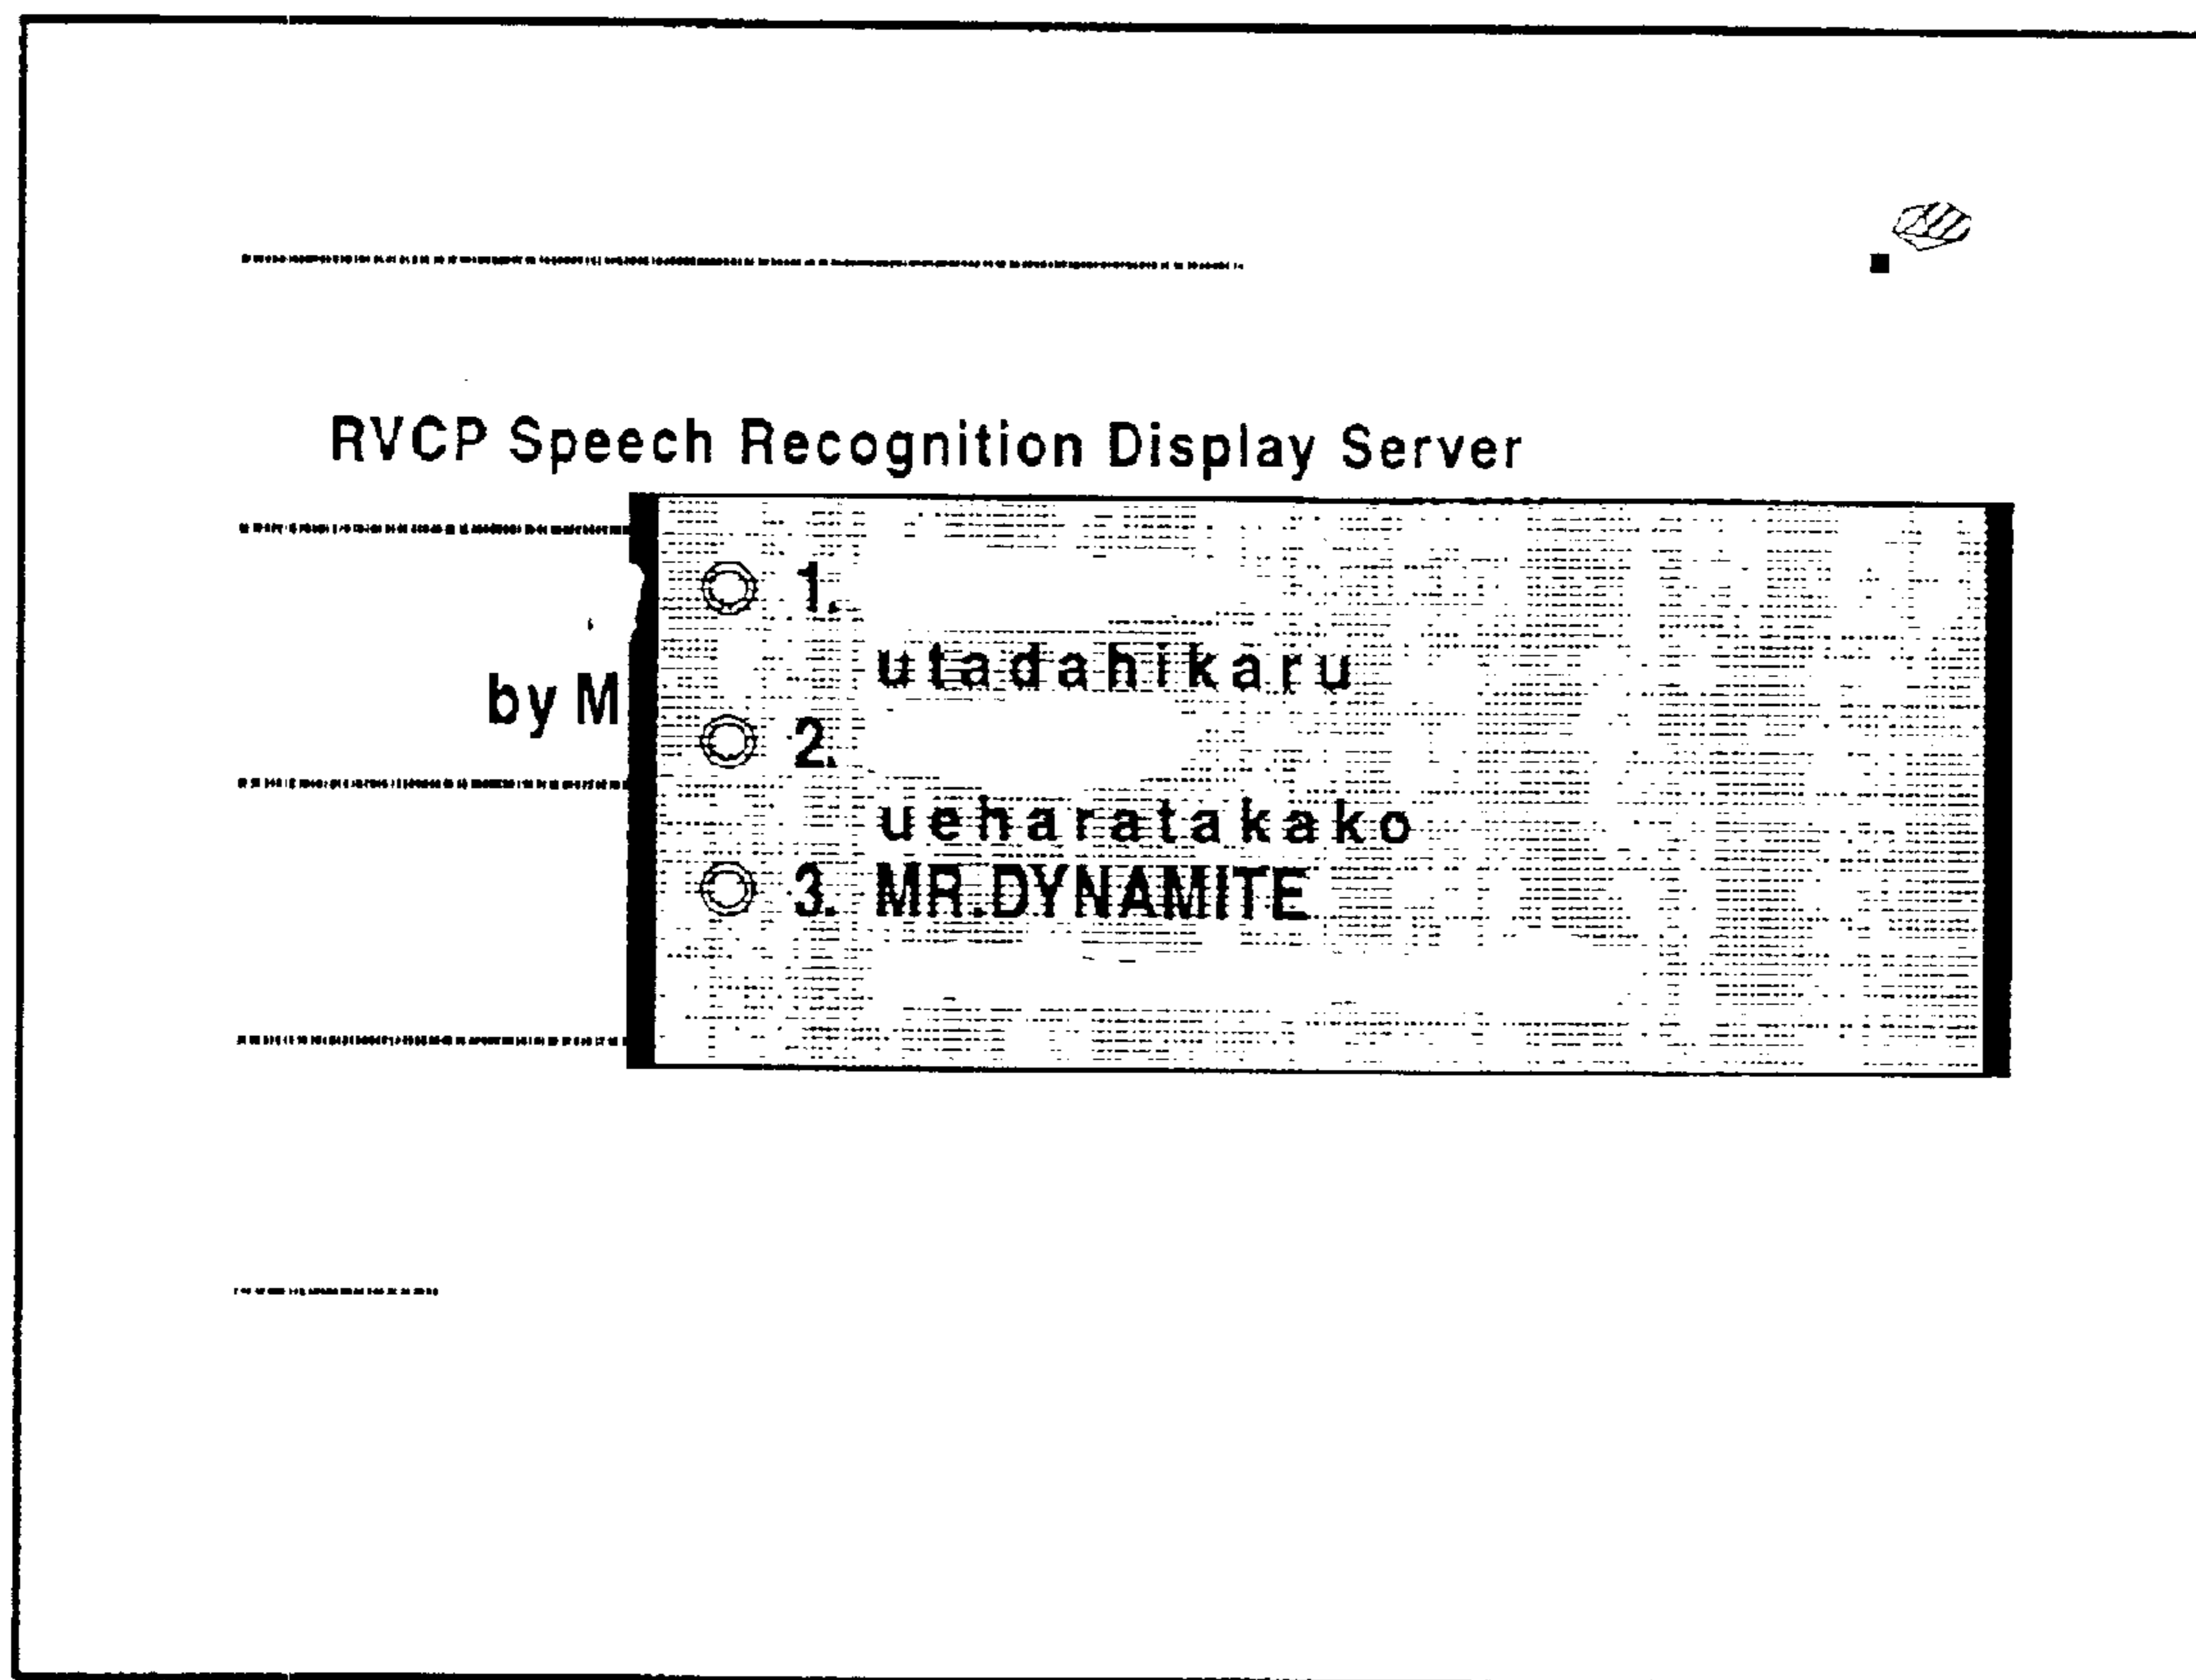 RVCP Speech Recognition Display Server
1.
utadahikaru
by M
2.
ueharatakako
3. MR.DYNAMITE